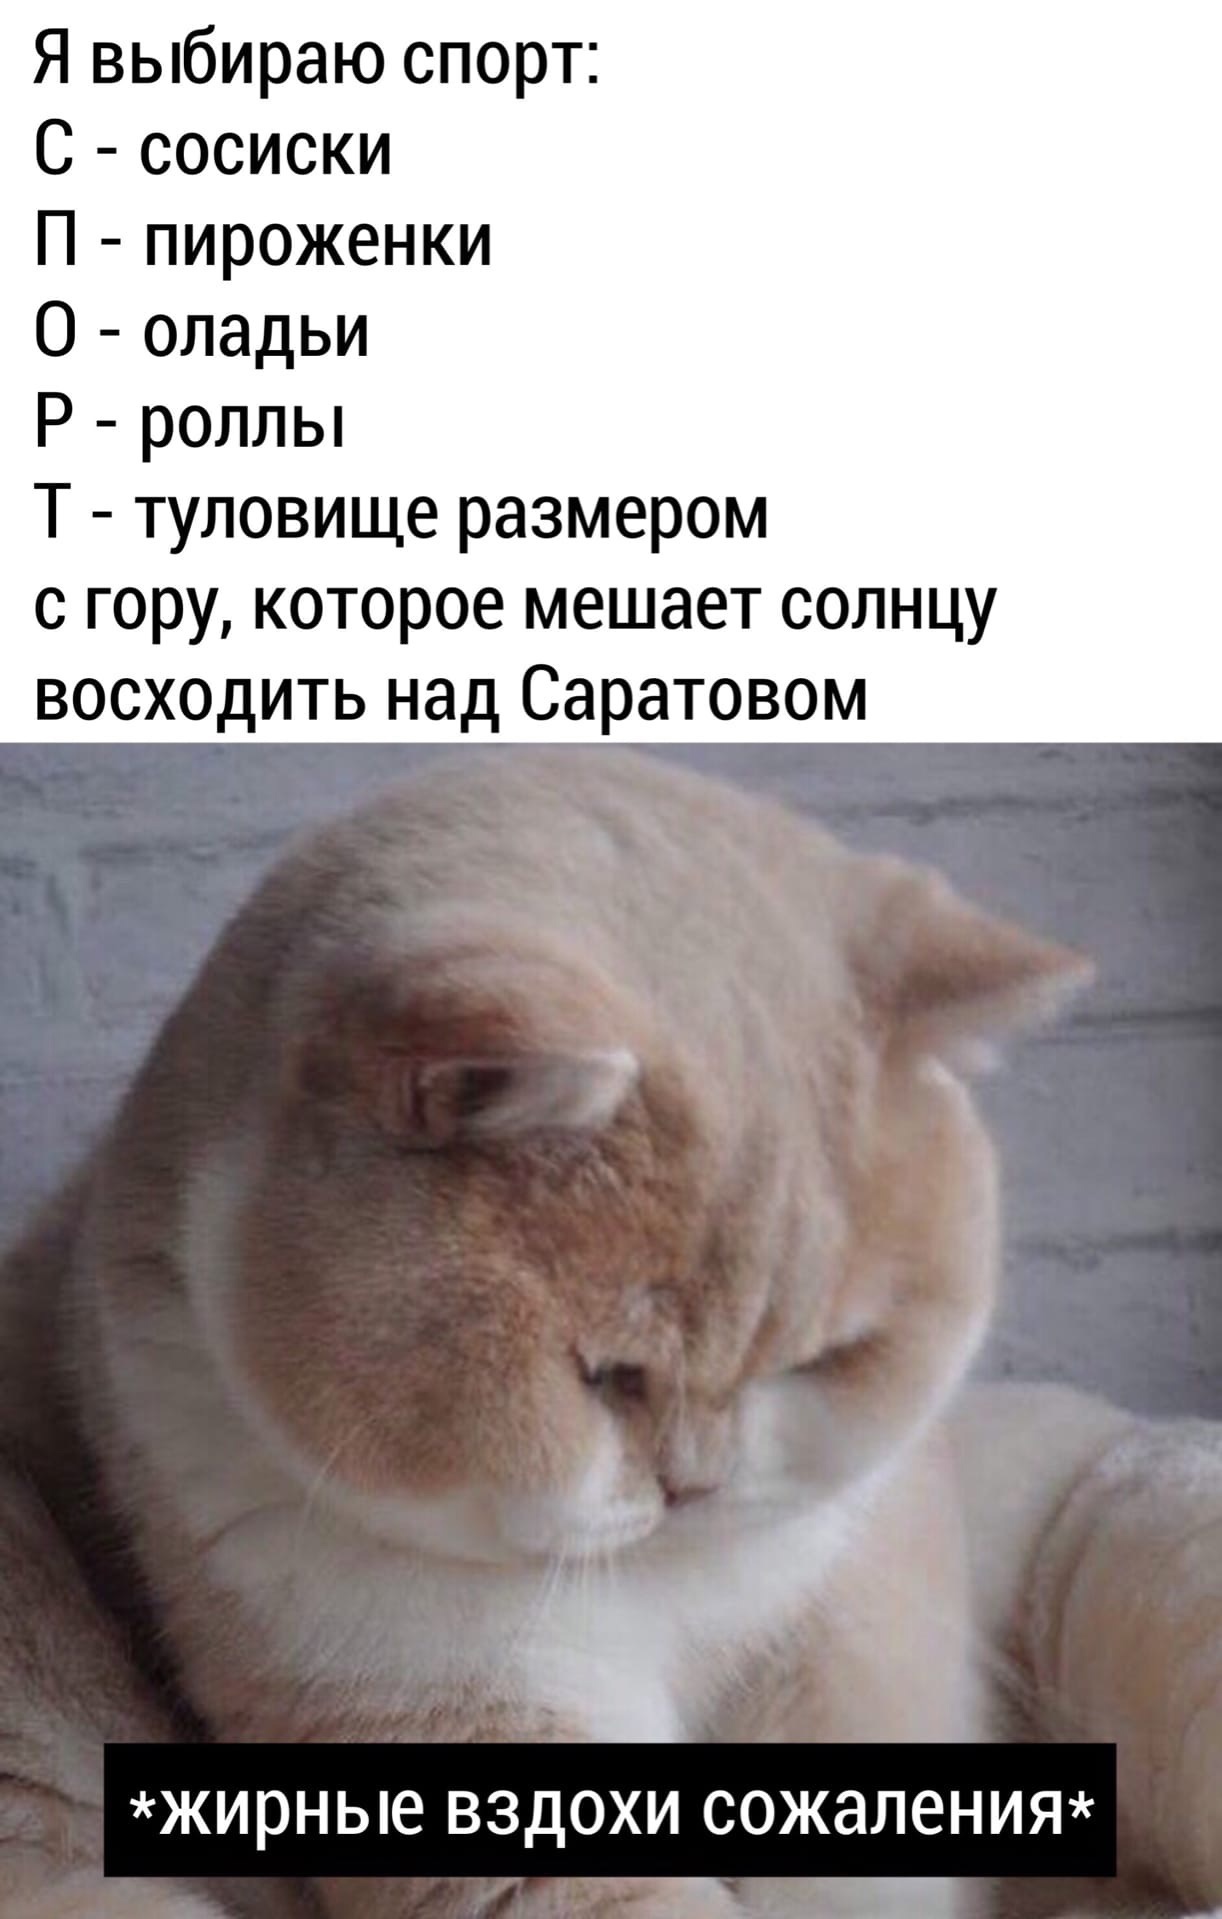 Я выбираю спорт:
С - сосиски
П - пироженки
О - оладьи
Р - роллы
Т - туловище размером
с гору, которое мешает солнцу
восходить над Саратовом
*жирные вздохи сожаления*